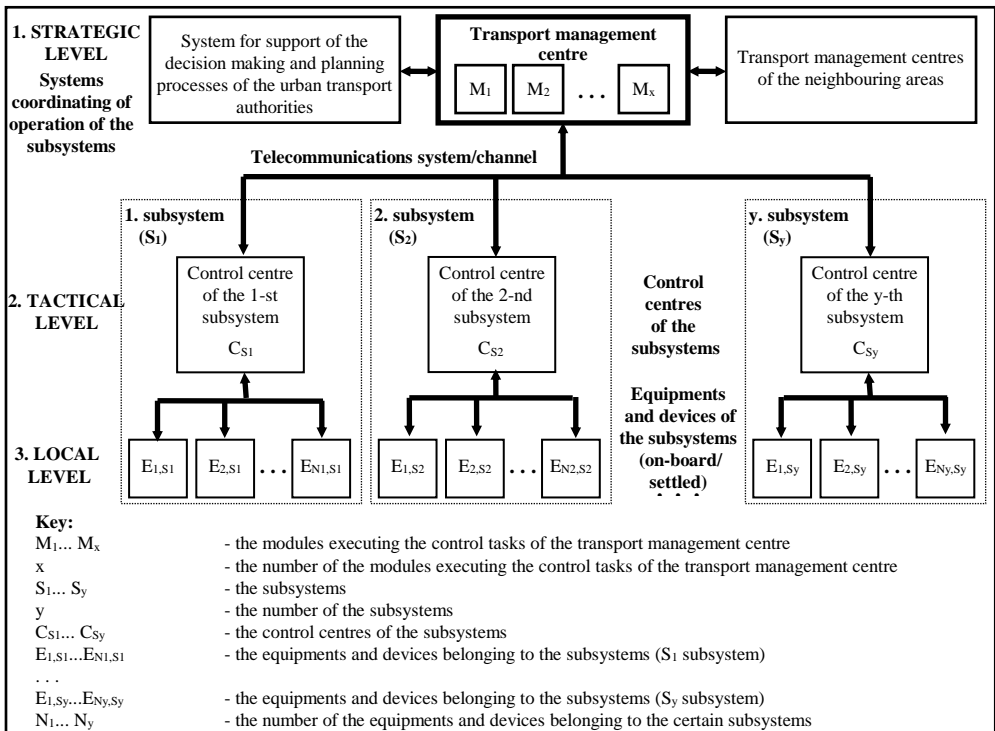 1. STRATEGIC
LEVEL
Systems
coordinating of
operation of the
subsystems
System for support of the
decision making and planning
processes of the urban transport
authorities
Transport management
centre
M₁ M₂ . . . Mₓ
Transport management centres
of the neighbouring areas
Telecommunications system/channel
1. subsystem
(S₁)
2. subsystem
(S₂)
y. subsystem
(Sy)
2. TACTICAL
LEVEL
Control centre
of the 1-st
subsystem
CS1
Control centre
of the 2-nd
subsystem
CS2
Control
centres
of the
subsystems
Control centre
of the y-th
subsystem
CSy
Equipments
and devices of
the subsystems
(on-board/
settled)
. . .
3. LOCAL
LEVEL
E1,S1 E2,S1 . . . EN1,S1
E1,S2 E2,S2 . . . EN2,S2
E1,Sy E2,Sy . . . ENy,Sy
Key:
M₁... Mₓ - the modules executing the control tasks of the transport management centre
x - the number of the modules executing the control tasks of the transport management centre
S₁... Sy - the subsystems
y - the number of the subsystems
CS1... CSy - the control centres of the subsystems
E1,S1...EN1,S1 - the equipments and devices belonging to the subsystems (S₁ subsystem)
. . .
E1,Sy...ENy,Sy - the equipments and devices belonging to the subsystems (Sy subsystem)
N₁... Ny - the number of the equipments and devices belonging to the certain subsystems